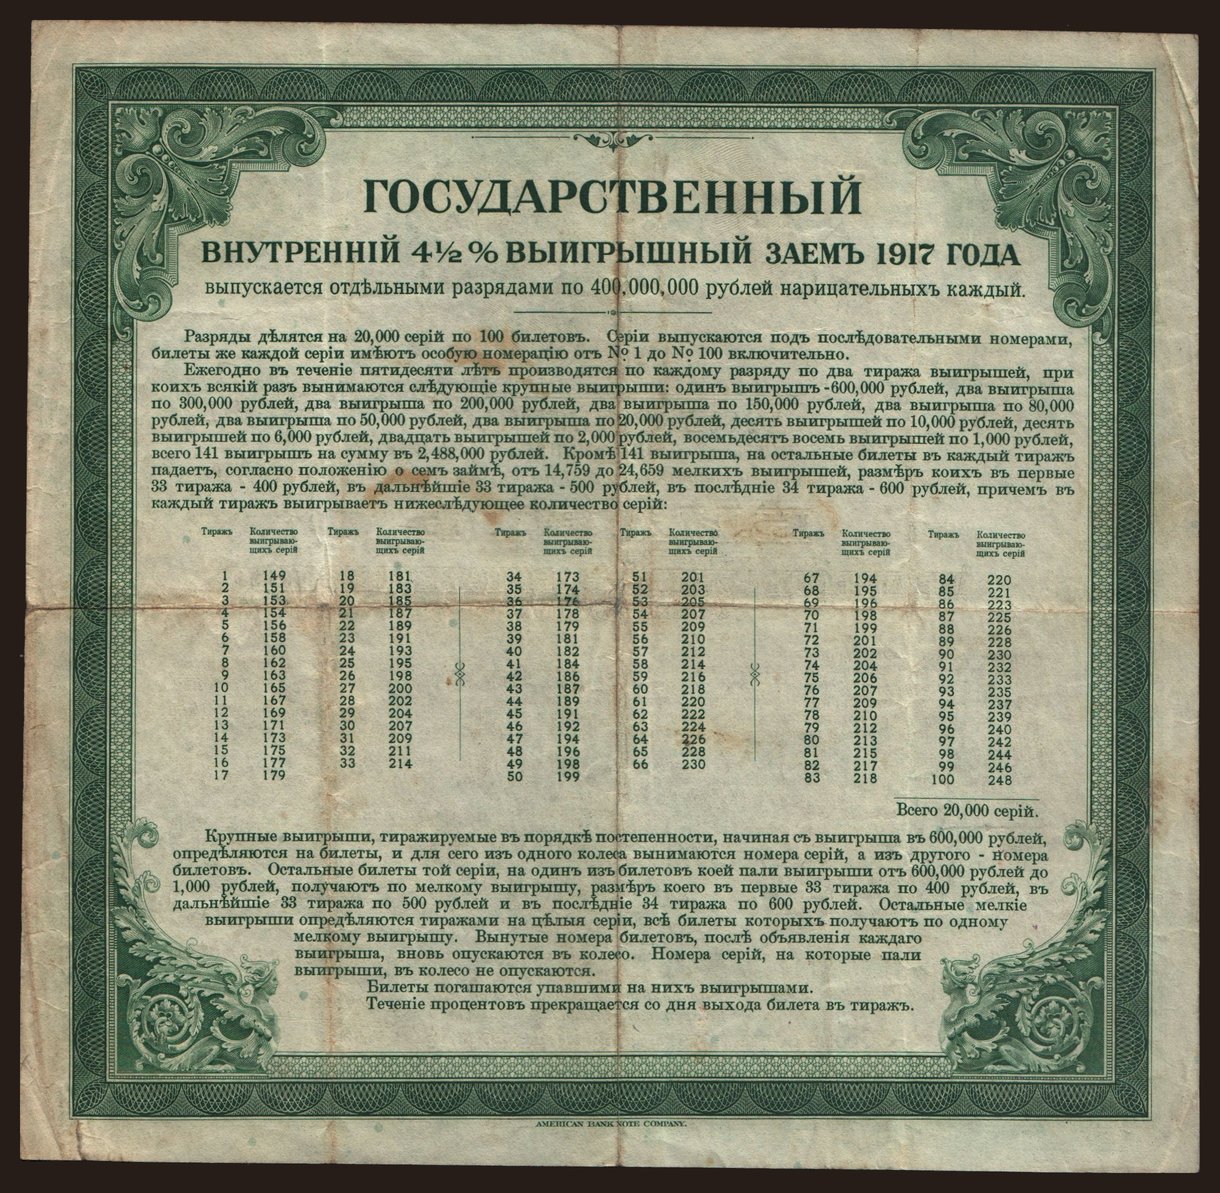 ГОСУДАРСТВЕННЫЙ
ВНУТРЕННІЙ 4½ % ВЫИГРЫШНЫЙ ЗАЕМЪ 1917 ГОДА
выпускается отдѣльными разрядами по 400,000,000 рублей нарицательныхъ каждый.
Разряды дѣлятся на 20,000 серій по 100 билетовъ. Серіи выпускаются подъ послѣдовательными номерами,
билеты же каждой серіи имѣютъ особую номерацію отъ № 1 до № 100 включительно.
Ежегодно въ теченіе пятидесяти лѣтъ производятся по каждому разряду по два тиража выигрышей, при
коихъ всякій разъ вынимаются слѣдующіе крупные выигрыши: одинъ выигрышъ -600,000 рублей, два выигрыша
по 300,000 рублей, два выигрыша по 200,000 рублей, два выигрыша по 150,000 рублей, два выигрыша по 80,000
рублей, два выигрыша по 50,000 рублей, два выигрыша по 20,000 рублей, десять выигрышей по 10,000 рублей, десять
выигрышей по 6,000 рублей, двадцать выигрышей по 2,000 рублей, восемьдесятъ восемь выигрышей по 1,000 рублей,
всего 141 выигрышъ на сумму въ 2,488,000 рублей. Кромѣ 141 выигрыша, на остальные билеты въ каждый тиражъ
падаетъ, согласно положенію о семъ займѣ, отъ 14,759 до 24,659 мелкихъ выигрышей, размѣръ коихъ въ первые
33 тиража - 400 рублей, въ дальнѣйшіе 33 тиража - 500 рублей, въ послѣдніе 34 тиража - 600 рублей, причемъ въ
каждый тиражъ выигрываетъ нижеслѣдующее количество серій:
Тиражъ Количество выигрываю-щихъ серій Тиражъ Количество выигрываю-щихъ серій Тиражъ Количество выигрываю-щихъ серій Тиражъ Количество выигрываю-щихъ серій Тиражъ Количество выигрываю-щихъ серій Тиражъ Количество выигрываю-щихъ серій
1 149 18 181 34 173 51 201 67 194 84 220
2 151 19 183 35 174 52 203 68 195 85 221
3 153 20 185 36 176 53 205 69 196 86 223
4 154 21 187 37 178 54 207 70 198 87 225
5 156 22 189 38 179 55 209 71 199 88 226
6 158 23 191 39 181 56 210 72 201 89 228
7 160 24 193 40 182 57 212 73 202 90 230
8 162 25 195 41 184 58 214 74 204 91 232
9 163 26 198 42 186 59 216 75 206 92 233
10 165 27 200 43 187 60 218 76 207 93 235
11 167 28 202 44 189 61 220 77 209 94 237
12 169 29 204 45 191 62 222 78 210 95 239
13 171 30 207 46 192 63 224 79 212 96 240
14 173 31 209 47 194 64 226 80 213 97 242
15 175 32 211 48 196 65 228 81 215 98 244
16 177 33 214 49 198 66 230 82 217 99 246
17 179 50 199 83 218 100 248
Всего 20,000 серій.
Крупные выигрыши, тиражируемые въ порядкѣ постепенности, начиная съ выигрыша въ 600,000 рублей,
опредѣляются на билеты, и для сего изъ одного колеса вынимаются номера серій, а изъ другого - номера
билетовъ. Остальные билеты той серіи, на одинъ изъ билетовъ коей пали выигрыши отъ 600,000 рублей до
1,000 рублей, получаютъ по мелкому выигрышу, размѣръ коего въ первые 33 тиража по 400 рублей, въ
дальнѣйшіе 33 тиража по 500 рублей и въ послѣдніе 34 тиража по 600 рублей. Остальные мелкіе
выигрыши опредѣляются тиражами на цѣлыя серіи, всѣ билеты которыхъ получаютъ по одному
мелкому выигрышу. Вынутые номера билетовъ, послѣ объявленія каждаго
выигрыша, вновь опускаются въ колесо. Номера серій, на которые пали
выигрыши, въ колесо не опускаются.
Билеты погашаются упавшими на нихъ выигрышами.
Теченіе процентовъ прекращается со дня выхода билета въ тиражъ.
AMERICAN BANK NOTE COMPANY.